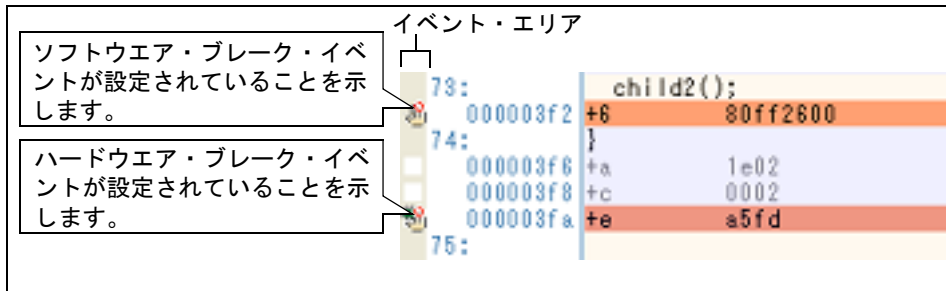 イベント・エリア
ソフトウエア・ブレーク・イベ
ントが設定されていることを示
します。
ハードウエア・ブレーク・イベ
ントが設定されていることを示
します。
73: child2();
000003f2 +6 80ff2600
74: }
000003f6 +a 1e02
000003f8 +c 0002
000003fa +e a5fd
75: